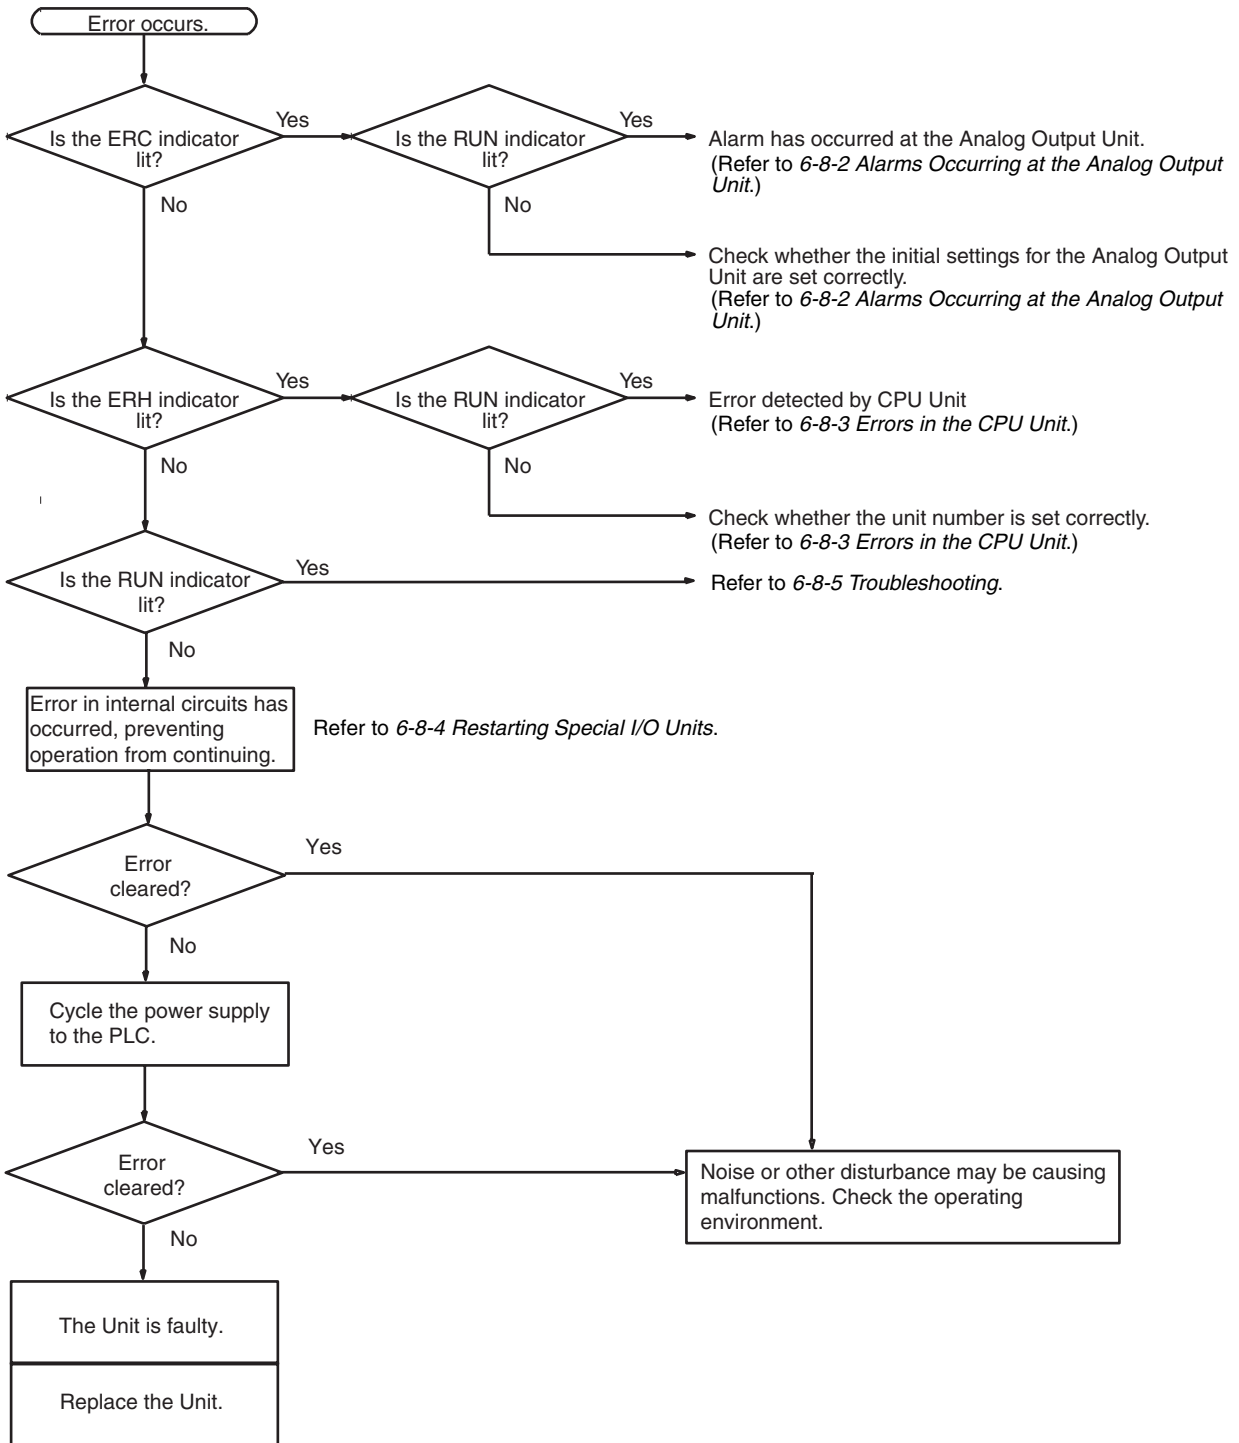 Error occurs.
Is the ERC indicator
lit?
Yes
Is the RUN indicator
lit?
Yes
Alarm has occurred at the Analog Output Unit.
(Refer to 6-8-2 Alarms Occurring at the Analog Output
Unit.)
No
No
Check whether the initial settings for the Analog Output
Unit are set correctly.
(Refer to 6-8-2 Alarms Occurring at the Analog Output
Unit.)
Is the ERH indicator
lit?
Yes
Is the RUN indicator
lit?
Yes
Error detected by CPU Unit
(Refer to 6-8-3 Errors in the CPU Unit.)
No
No
Check whether the unit number is set correctly.
(Refer to 6-8-3 Errors in the CPU Unit.)
Is the RUN indicator
lit?
Yes
Refer to 6-8-5 Troubleshooting.
No
Error in internal circuits has
occurred, preventing
operation from continuing.
Refer to 6-8-4 Restarting Special I/O Units.
Error
cleared?
Yes
No
Cycle the power supply
to the PLC.
Error
cleared?
Yes
Noise or other disturbance may be causing
malfunctions. Check the operating
environment.
No
The Unit is faulty.
Replace the Unit.